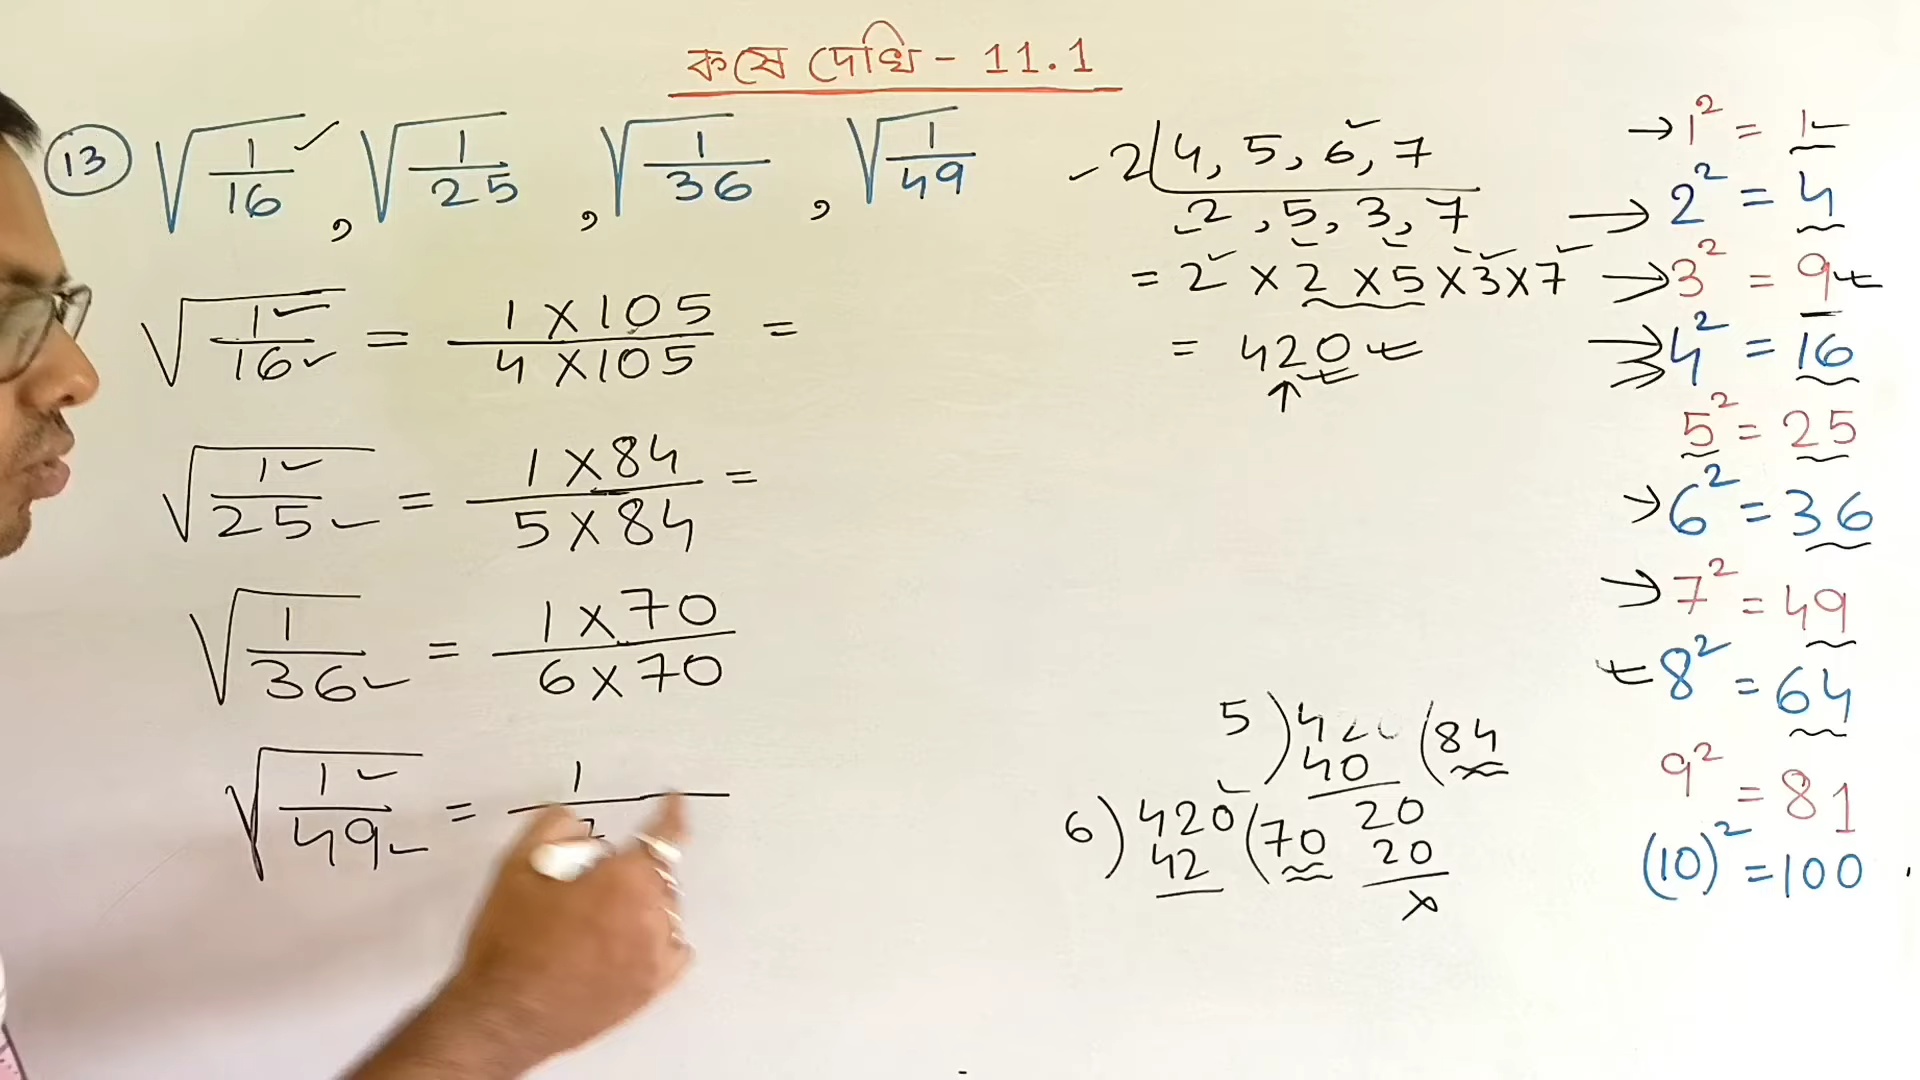 কষে দেখি - 11.1
13 √(1/16) , √(1/25) , √(1/36) , √(1/49)
√(1/16) = (1×105)/(4×105) =
√(1/25) = (1×84)/(5×84) =
√(1/36) = (1×70)/(6×70)
√(1/49) = 1/
2 | 4, 5, 6, 7
2, 5, 3, 7
= 2 × 2 × 5 × 3 × 7
= 420
5 ) 4 ( 84
40
20
20
×
6 ) 420 ( 70
42
→ 1² = 1
→ 2² = 4
→ 3² = 9
→ 4² = 16
5² = 25
→ 6² = 36
→ 7² = 49
8² = 64
9² = 81
(10)² = 100